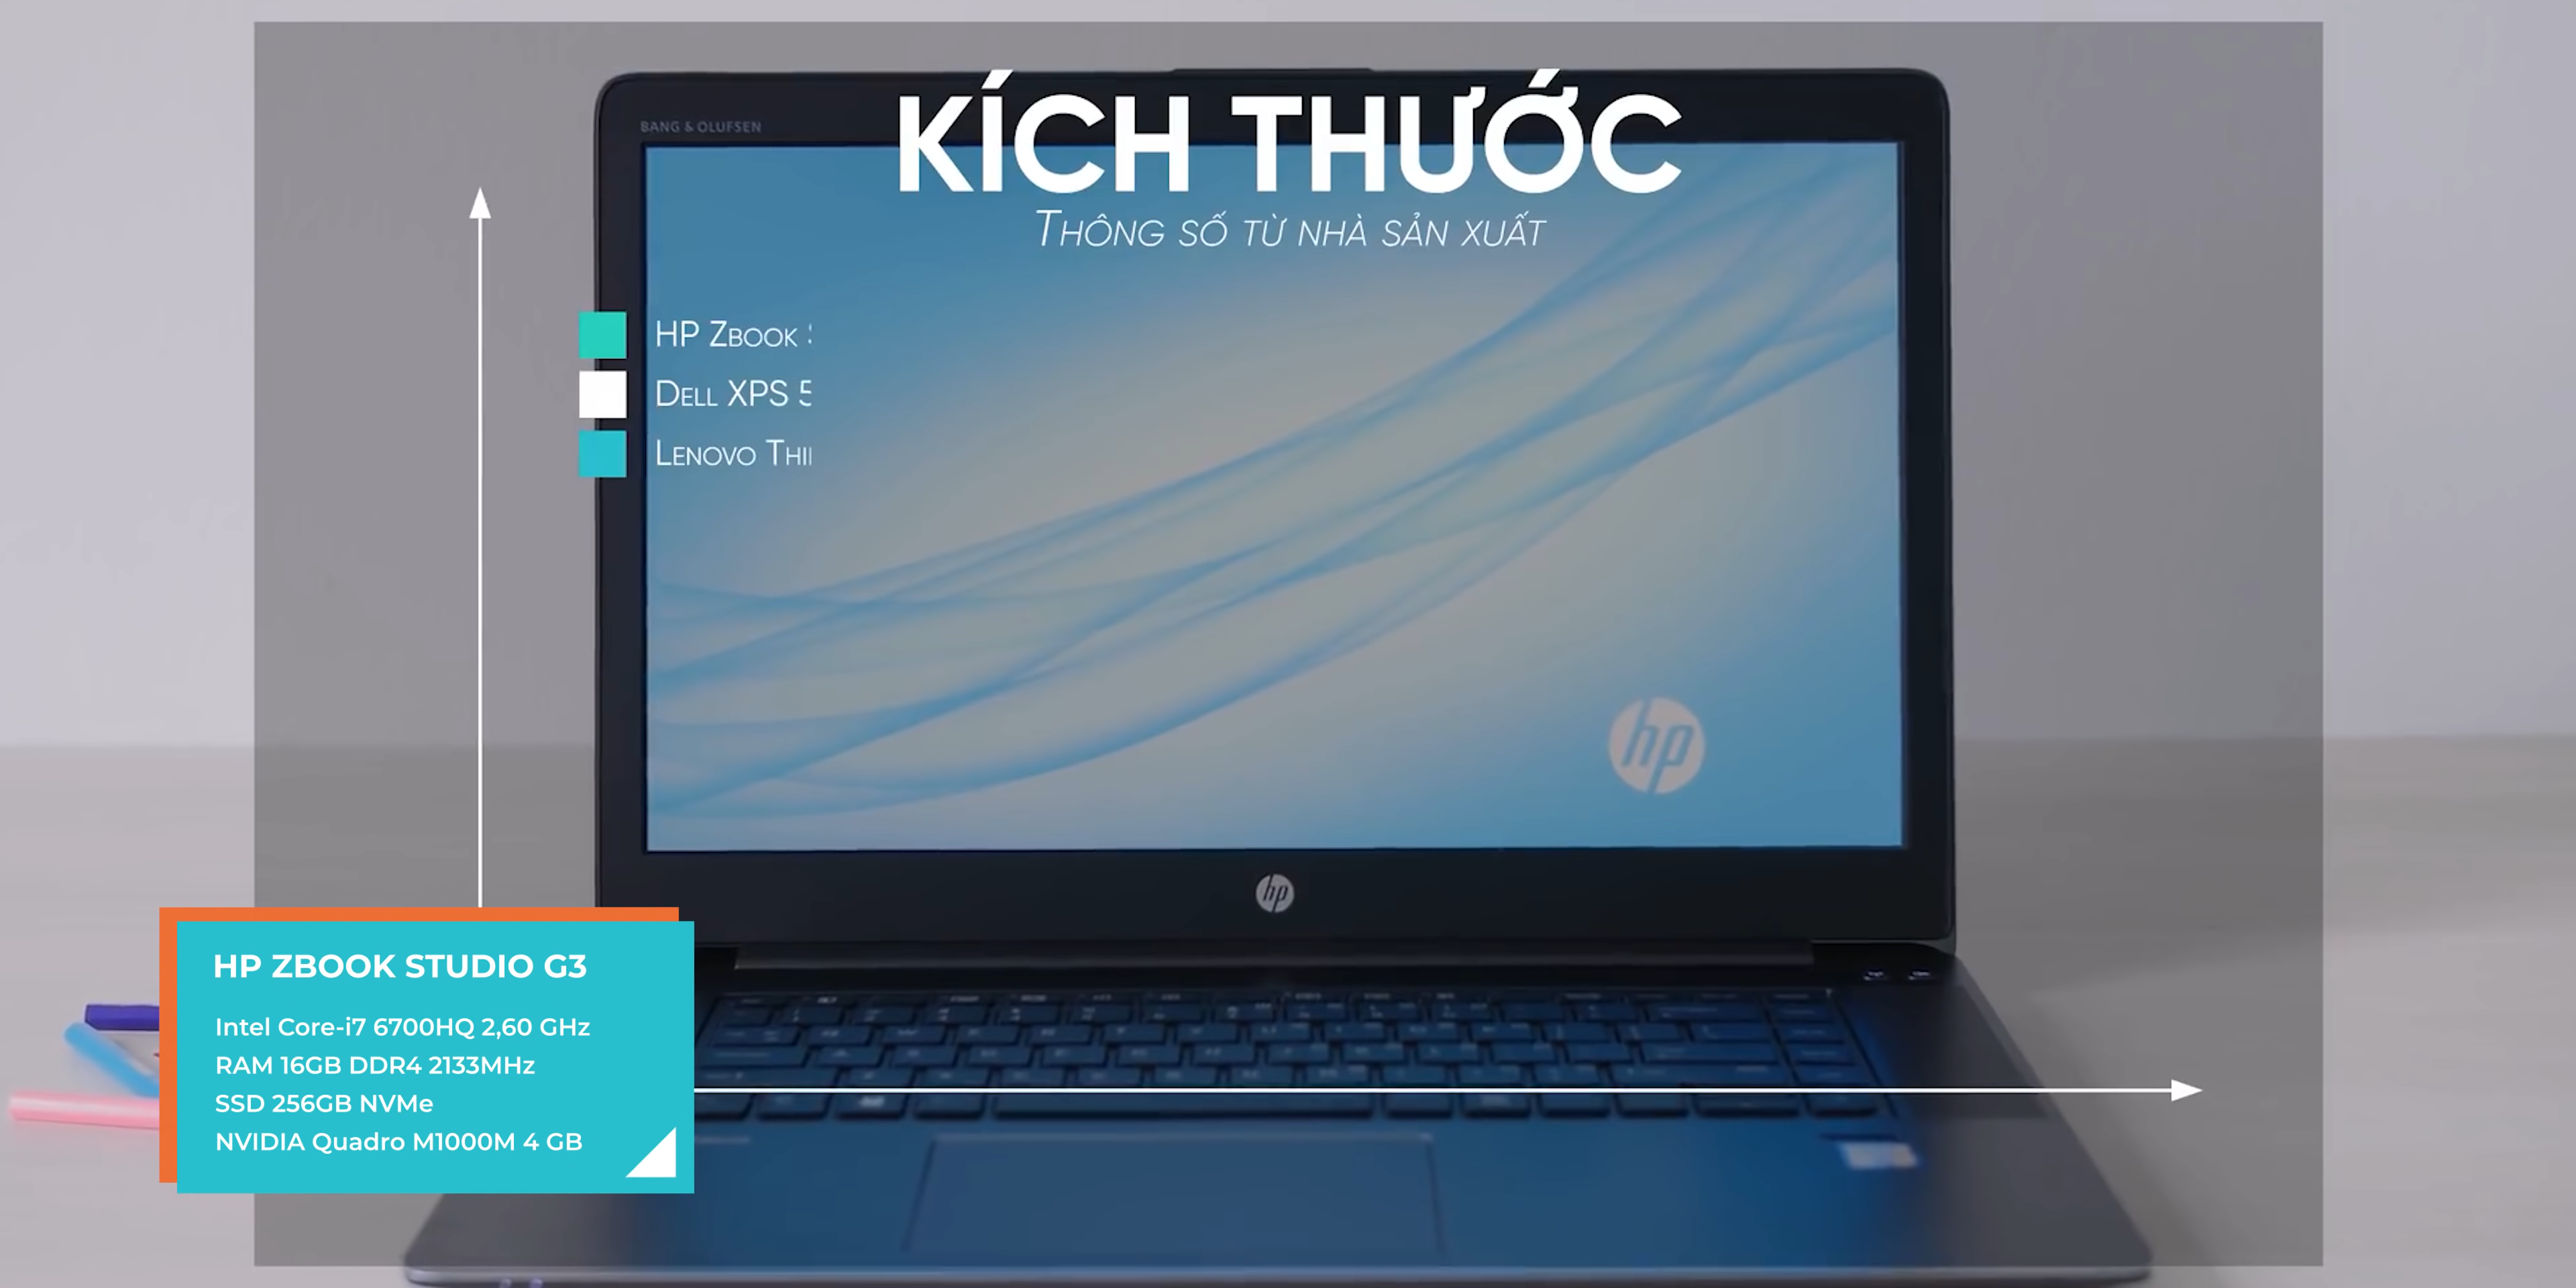 KÍCH THƯỚC
BANG & OLUFSEN
Thông số từ nhà sản xuất
HP Zbook
Dell XPS 5
Lenovo
hp
hp
HP ZBOOK STUDIO G3
Intel Core-i7 6700HQ 2,60 GHz
RAM 16GB DDR4 2133MHz
SSD 256GB NVMe
NVIDIA Quadro M1000M 4 GB